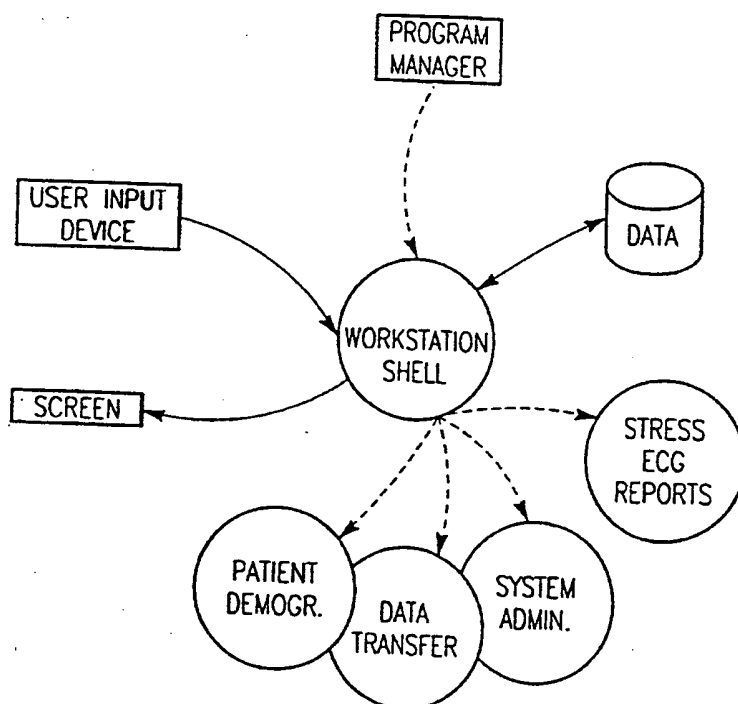 PROGRAM
MANAGER
USER INPUT
DEVICE
DATA
WORKSTATION
SHELL
SCREEN
STRESS
ECG
REPORTS
PATIENT
DEMOGR.
DATA
TRANSFER
SYSTEM
ADMIN.